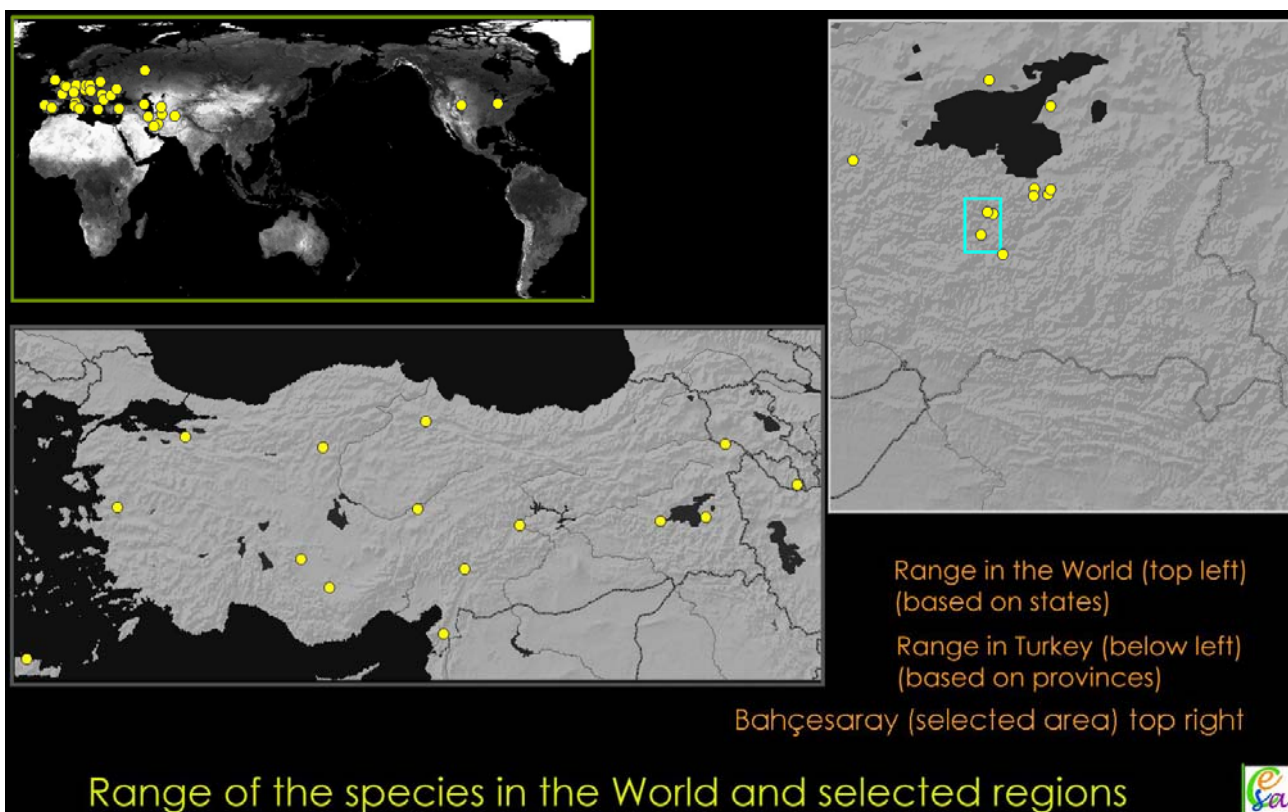 Range in the World (top left)
(based on states)
Range in Turkey (below left)
(based on provinces)
Bahçesaray (selected area) top right
Range of the species in the World and selected regions